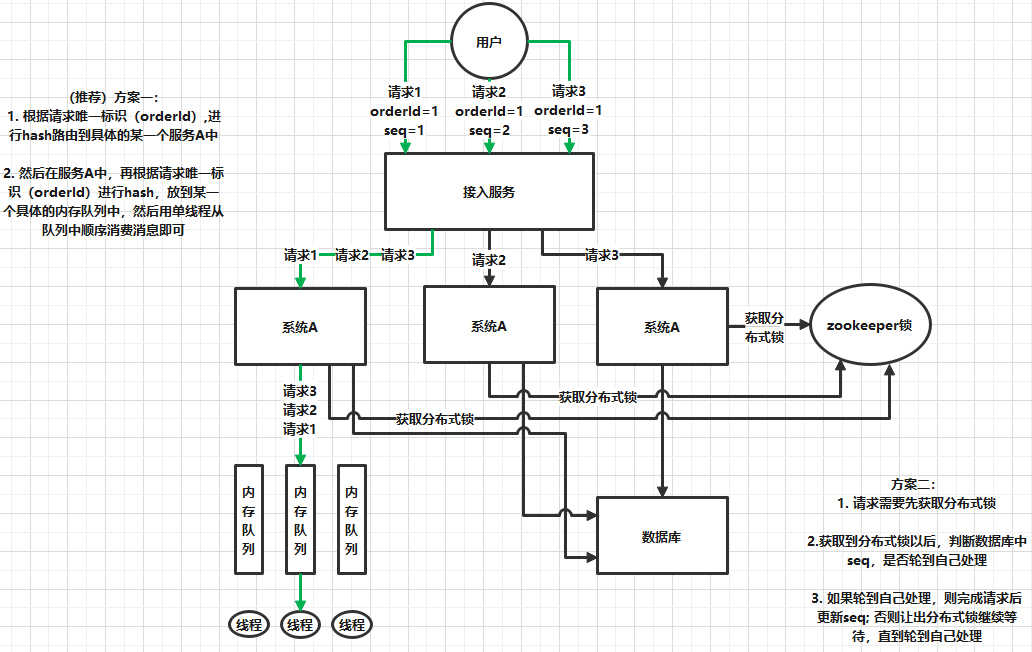 用户
请求1
orderId=1
seq=1
请求2
orderId=1
seq=2
请求3
orderId=1
seq=3
（推荐）方案一：
1. 根据请求唯一标识（orderId）,进
行hash路由到具体的某一个服务A中
2. 然后在服务A中，再根据请求唯一标
识（orderId）进行hash，放到某一
个具体的内存队列中，然后用单线程从
队列中顺序消费消息即可
接入服务
请求1 请求2 请求3
请求2
请求3
系统A
系统A
系统A
获取分
布式锁
zookeeper锁
请求3
请求2
请求1
获取分布式锁
获取分布式锁
内存队列
内存队列
内存队列
数据库
线程
线程
线程
方案二：
1. 请求需要先获取分布式锁
2.获取到分布式锁以后，判断数据库中
seq，是否轮到自己处理
3. 如果轮到自己处理，则完成请求后
更新seq; 否则让出分布式锁继续等
待，直到轮到自己处理